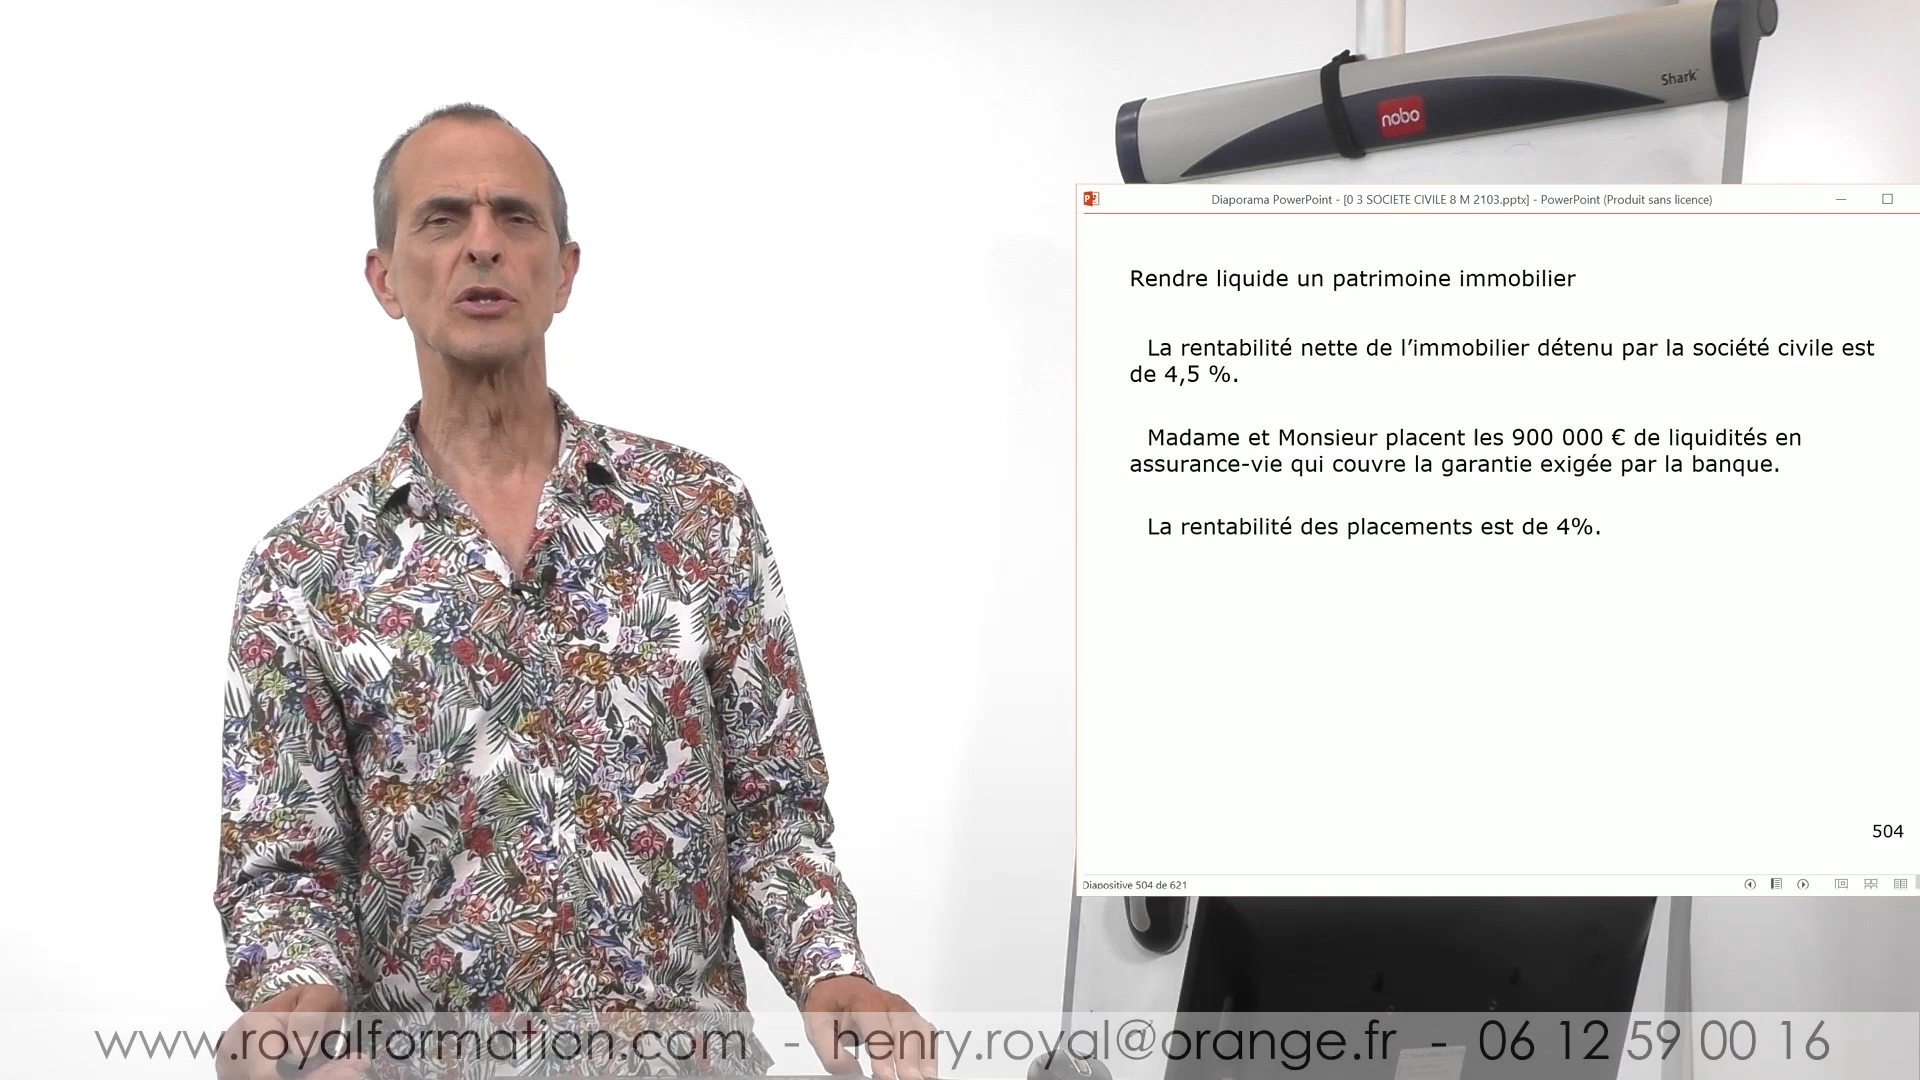 Shark
nobo
Diaporama PowerPoint - [0 3 SOCIETE CIVILE 8 M 2103.pptx] - PowerPoint (Produit sans licence)
Rendre liquide un patrimoine immobilier
La rentabilité nette de l’immobilier détenu par la société civile est
de 4,5 %.
Madame et Monsieur placent les 900 000 € de liquidités en
assurance-vie qui couvre la garantie exigée par la banque.
La rentabilité des placements est de 4%.
504
Diapositive 504 de 621
www.royalformation.com - henry.royal@orange.fr - 06 12 59 00 16